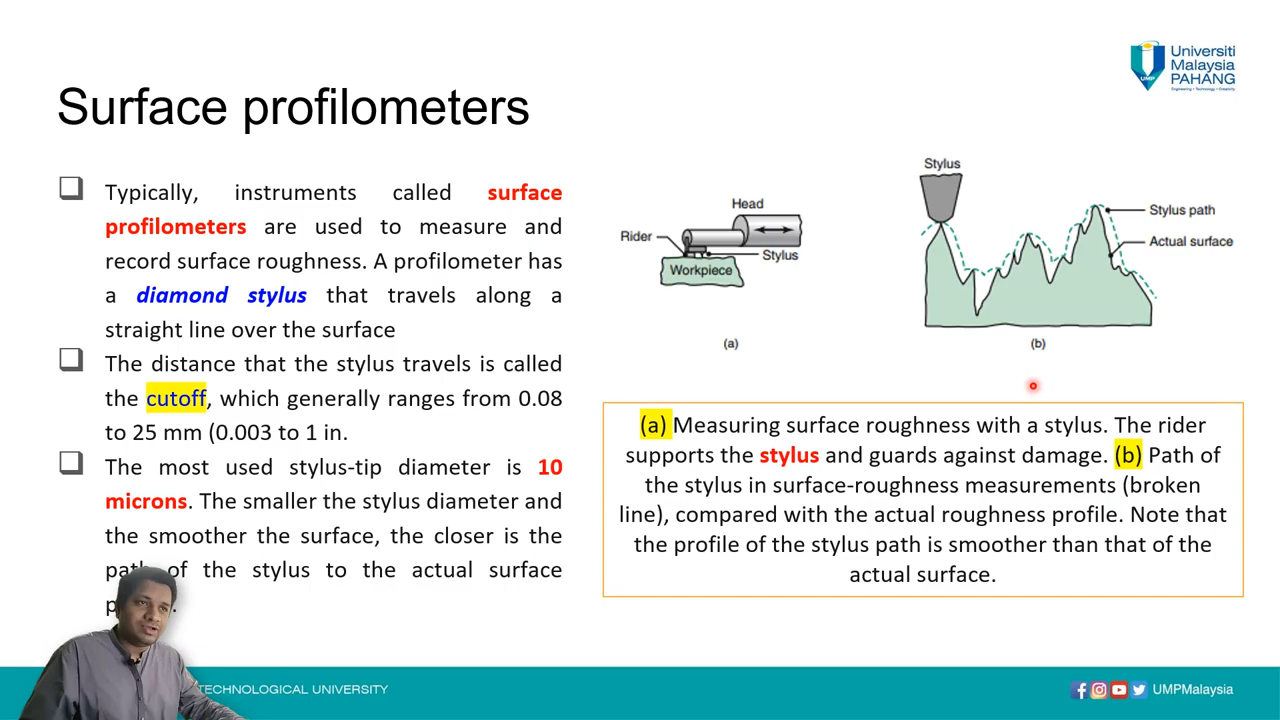 Universiti
Malaysia
PAHANG
Engineering • Technology • Creativity
UMP
Surface profilometers
Typically, instruments called surface
profilometers are used to measure and
record surface roughness. A profilometer has
a diamond stylus that travels along a
straight line over the surface
The distance that the stylus travels is called
the cutoff, which generally ranges from 0.08
to 25 mm (0.003 to 1 in.
The most used stylus-tip diameter is 10
microns. The smaller the stylus diameter and
the smoother the surface, the closer is the
of the stylus to the actual surface
Head
Rider
Stylus
Workpiece
(a)
Stylus
Stylus path
Actual surface
(b)
(a) Measuring surface roughness with a stylus. The rider
supports the stylus and guards against damage. (b) Path of
the stylus in surface-roughness measurements (broken
line), compared with the actual roughness profile. Note that
the profile of the stylus path is smoother than that of the
actual surface.
TECHNOLOGICAL UNIVERSITY
UMPMalaysia